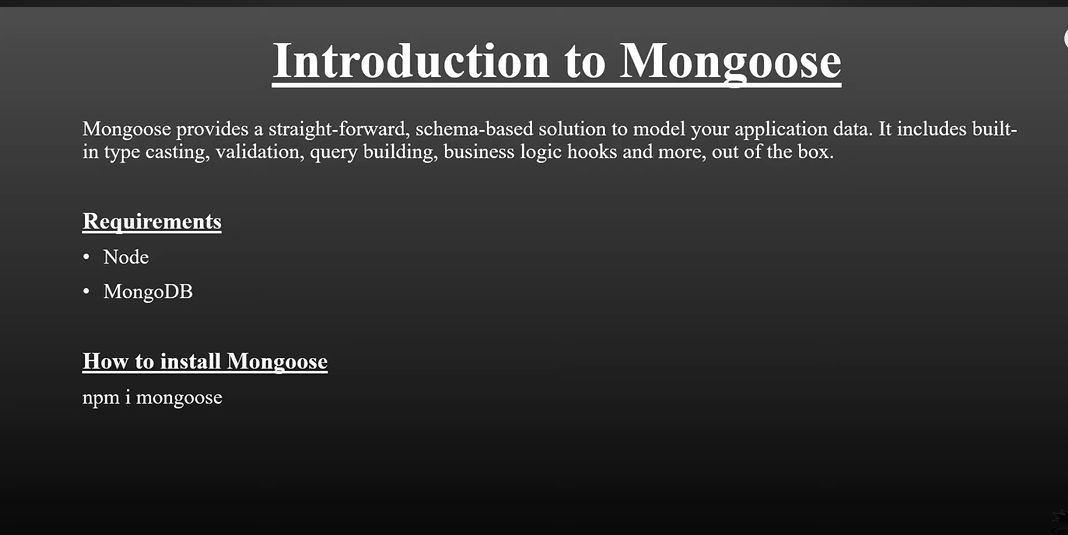 Introduction to Mongoose
Mongoose provides a straight-forward, schema-based solution to model your application data. It includes built-
in type casting, validation, query building, business logic hooks and more, out of the box.
Requirements
• Node
• MongoDB
How to install Mongoose
npm i mongoose